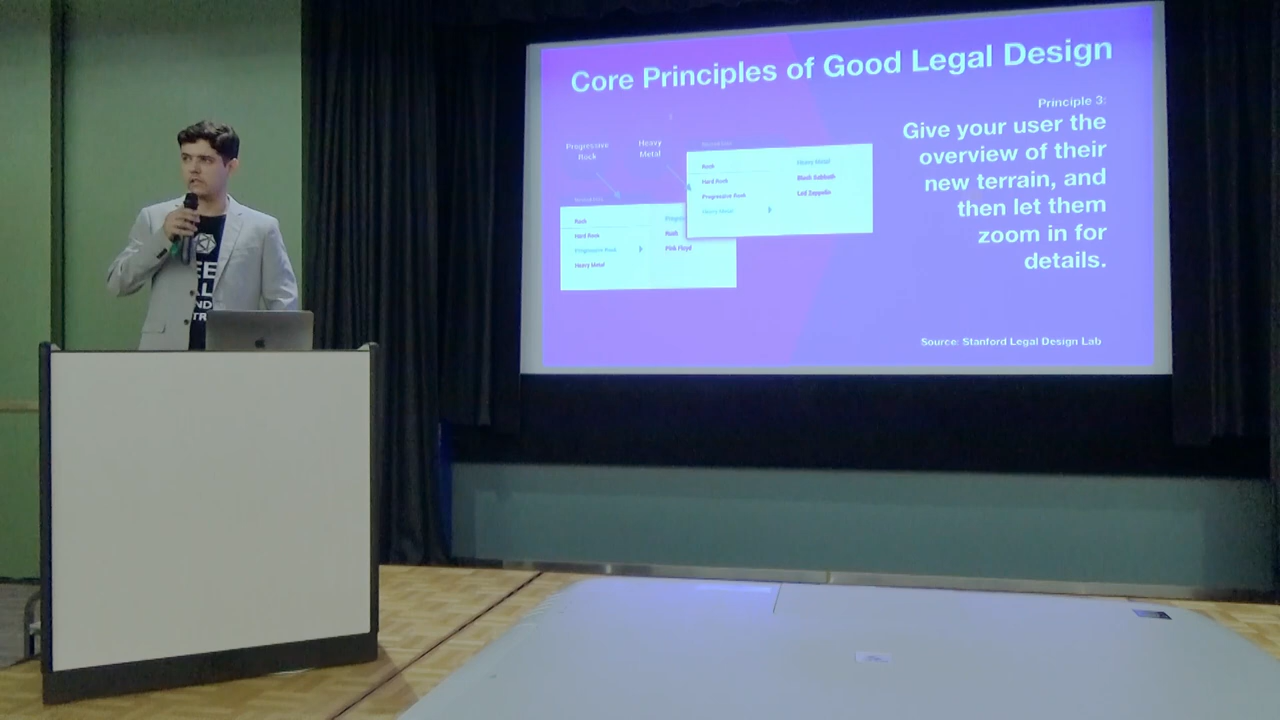 Core Principles of Good Legal Design
Principle 3:
Give your user the
overview of their
new terrain, and
then let them
zoom in for
details.
Source: Stanford Legal Design Lab
Progressive
Rock
Heavy
Metal
Rock
Hard Rock
Progressive Rock
Heavy Metal
Rush
Pink Floyd
Rock
Hard Rock
Progressive Rock
Heavy Metal
Heavy Metal
Black Sabbath
Led Zeppelin